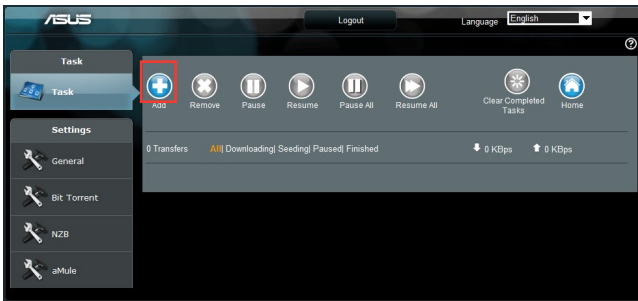 ASUS
Logout
Language English
Task
Task
Add Remove Pause Resume Pause All Resume All Clear Completed Tasks Home
Settings
General
Bit Torrent
NZB
aMule
0 Transfers All| Downloading| Seeding| Paused| Finished 0 KBps 0 KBps